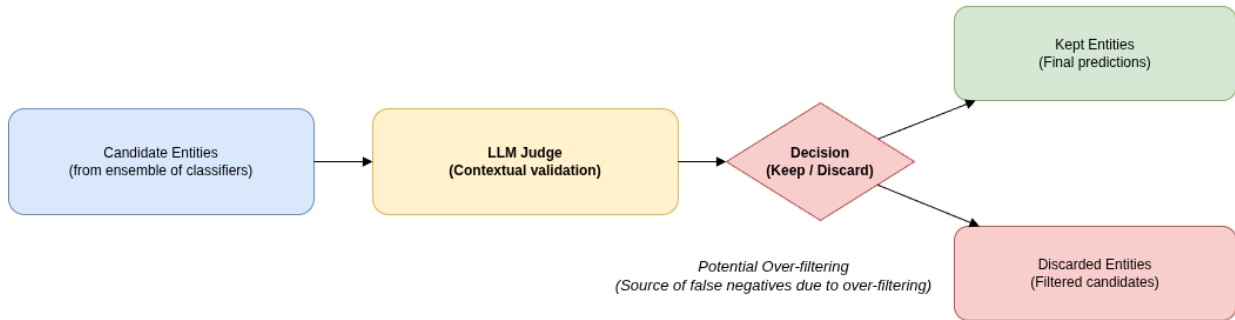 Candidate Entities
(from ensemble of classifiers)
LLM Judge
(Contextual validation)
Decision
(Keep / Discard)
Kept Entities
(Final predictions)
Potential Over-filtering
(Source of false negatives due to over-filtering)
Discarded Entities
(Filtered candidates)